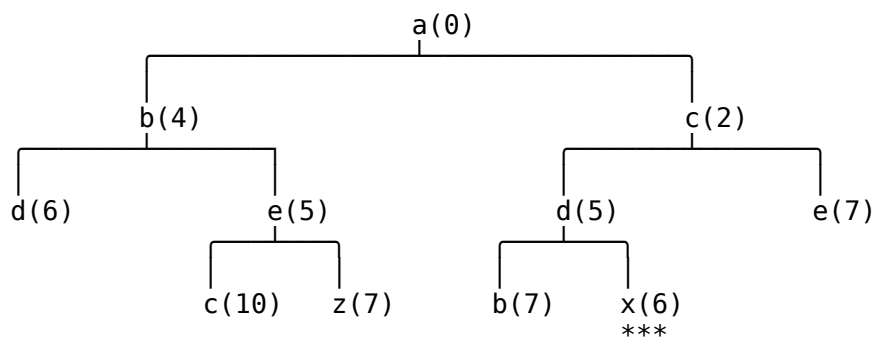 a(0)
b(4) c(2)
d(6) e(5) d(5) e(7)
c(10) z(7) b(7) x(6)
***